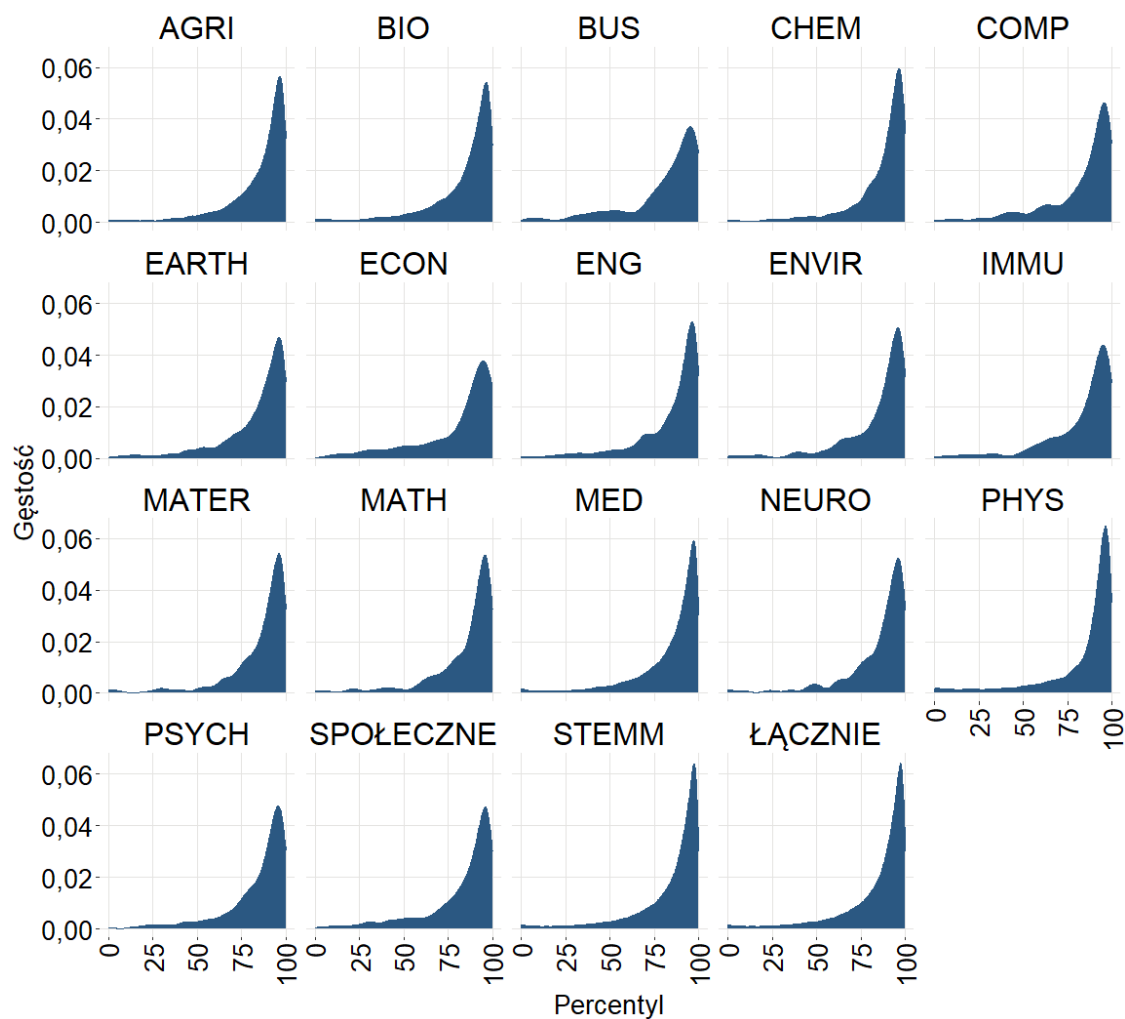 AGRI BIO BUS CHEM COMP
0,06
0,04
0,02
0,00
EARTH ECON ENG ENVIR IMMU
0,06
0,04
0,02
0,00
Gęstość
MATER MATH MED NEURO PHYS
0,06
0,04
0,02
0,00
0 25 50 75 100
PSYCH SPOŁECZNE STEMM ŁĄCZNIE
0,06
0,04
0,02
0,00
0 25 50 75 100 0 25 50 75 100 0 25 50 75 100 0 25 50 75 100
Percentyl